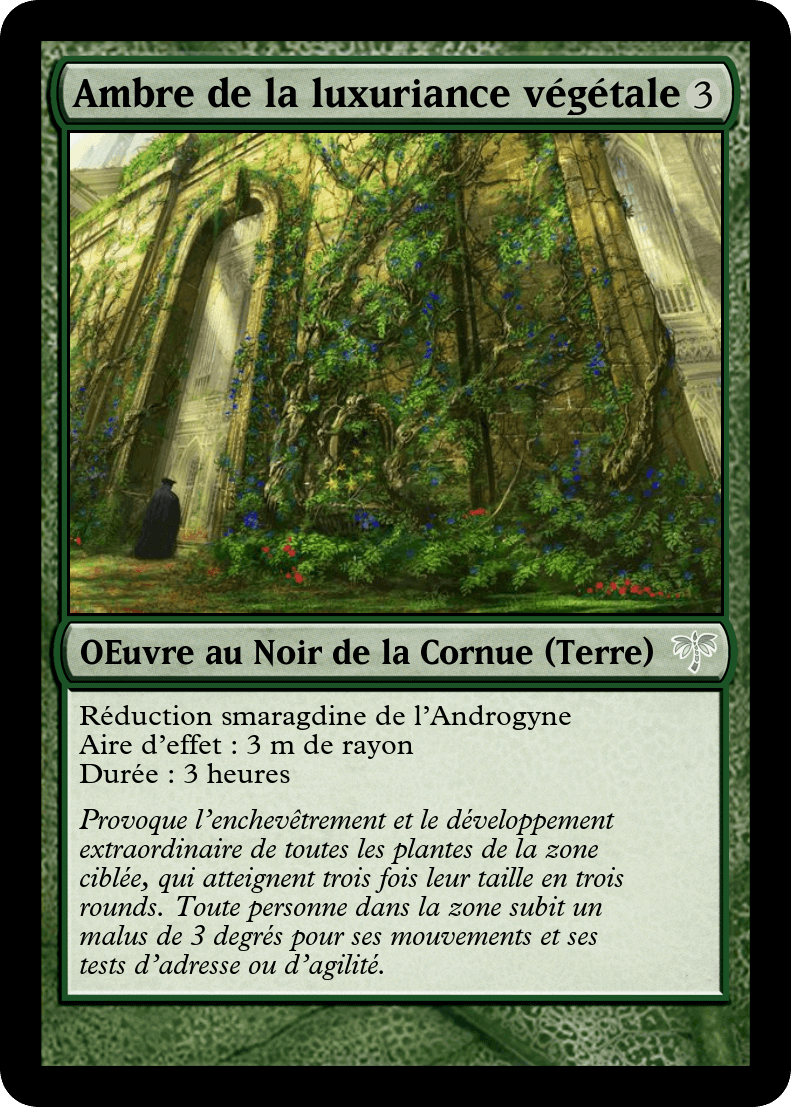 Ambre de la luxuriance végétale 3
OEuvre au Noir de la Cornue (Terre)
Réduction smaragdine de l'Androgyne
Aire d'effet : 3 m de rayon
Durée : 3 heures
Provoque l'enchevêtrement et le développement
extraordinaire de toutes les plantes de la zone
ciblée, qui atteignent trois fois leur taille en trois
rounds. Toute personne dans la zone subit un
malus de 3 degrés pour ses mouvements et ses
tests d'adresse ou d'agilité.